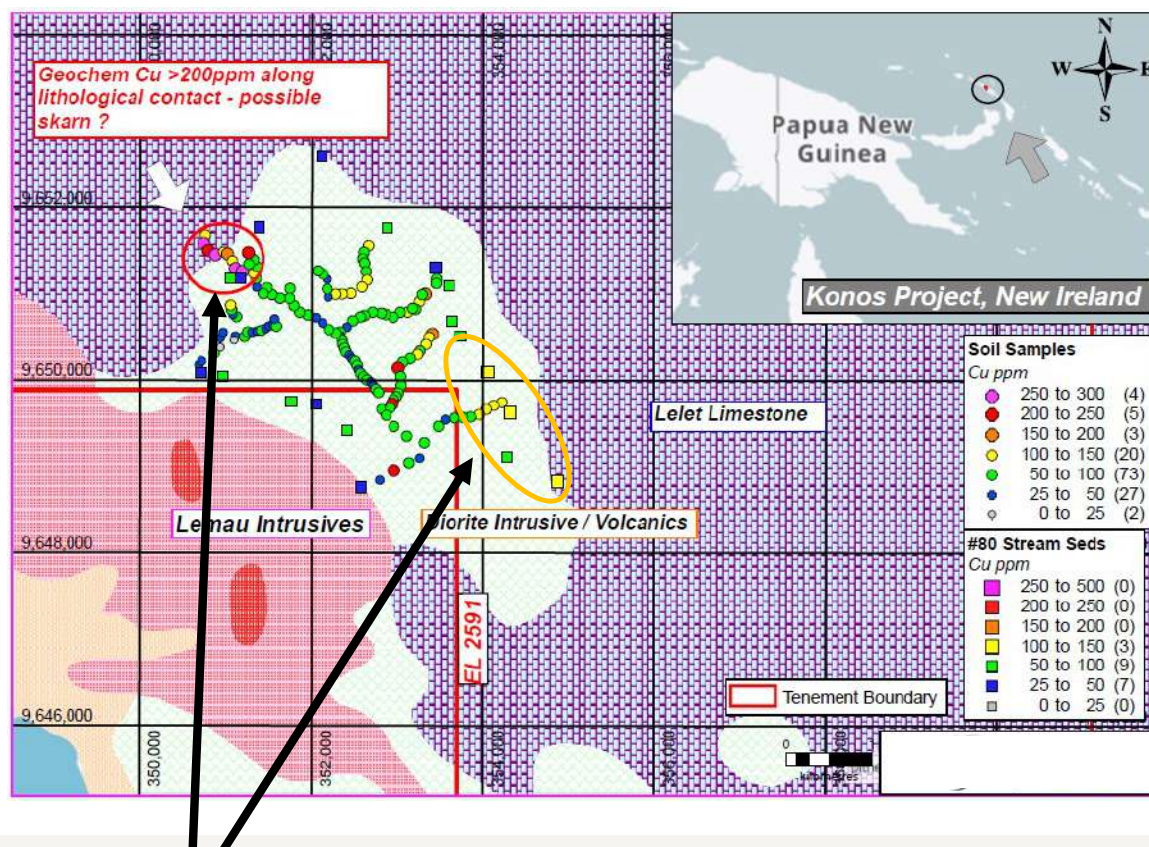 Geochem Cu >200ppm along
lithological contact - possible
skarn ?
354,000
Papua New
Guinea
N
W
E
S
Konos Project, New Ireland
9,652,000
9,650,000
9,648,000
9,646,000
Lelet Limestone
Lemau Intrusives
Diorite Intrusive / Volcanics
EL 2591
Soil Samples
Cu ppm
250 to 300 (4)
200 to 250 (5)
150 to 200 (3)
100 to 150 (20)
50 to 100 (73)
25 to 50 (27)
0 to 25 (2)
#80 Stream Seds
Cu ppm
250 to 500 (0)
200 to 250 (0)
150 to 200 (0)
100 to 150 (3)
50 to 100 (9)
25 to 50 (7)
0 to 25 (0)
Tenement Boundary
0
kilometres
350,000
352,000
354,000
356,000